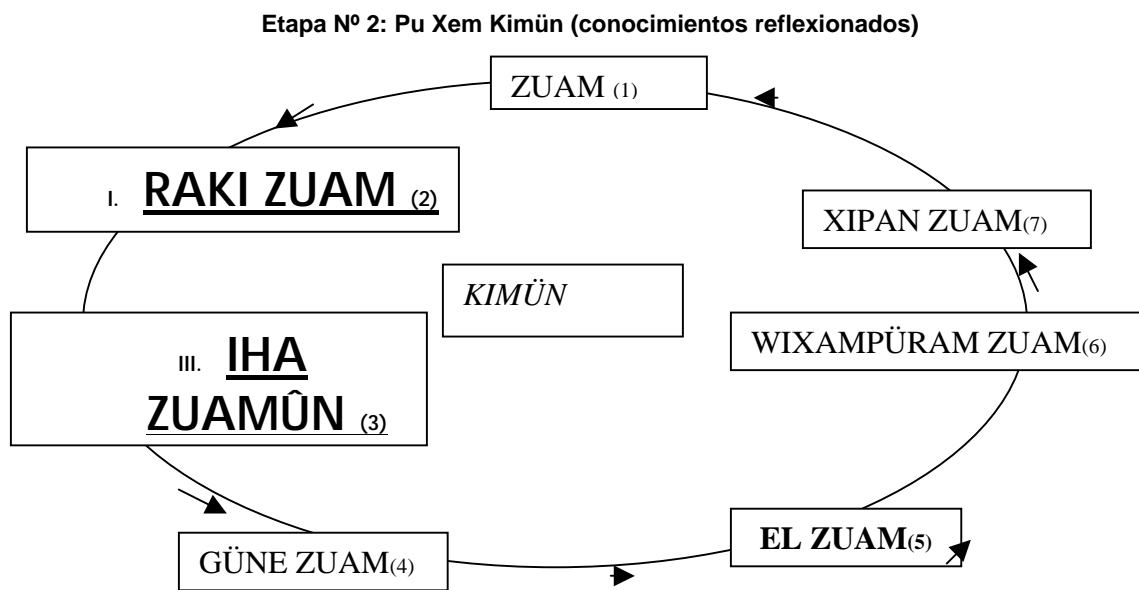 Etapa Nº 2: Pu Xem Kimün (conocimientos reflexionados)
ZUAM (1)
I. RAKI ZUAM (2)
XIPAN ZUAM(7)
KIMÜN
III. IHA
ZUAMÛN (3)
WIXAMPÜRAM ZUAM(6)
EL ZUAM(5)
GÜNE ZUAM(4)